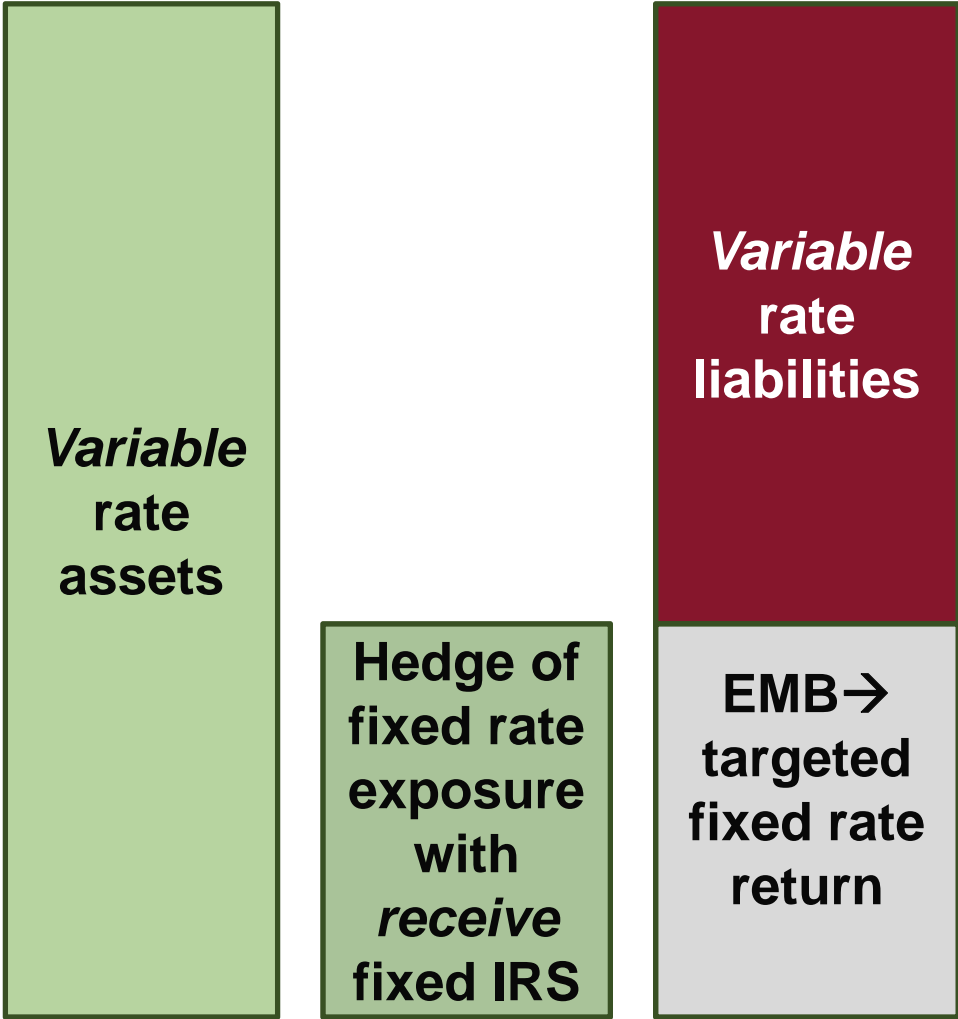 Variable
rate
assets
Hedge of
fixed rate
exposure
with
receive
fixed IRS
Variable
rate
liabilities
EMB→
targeted
fixed rate
return